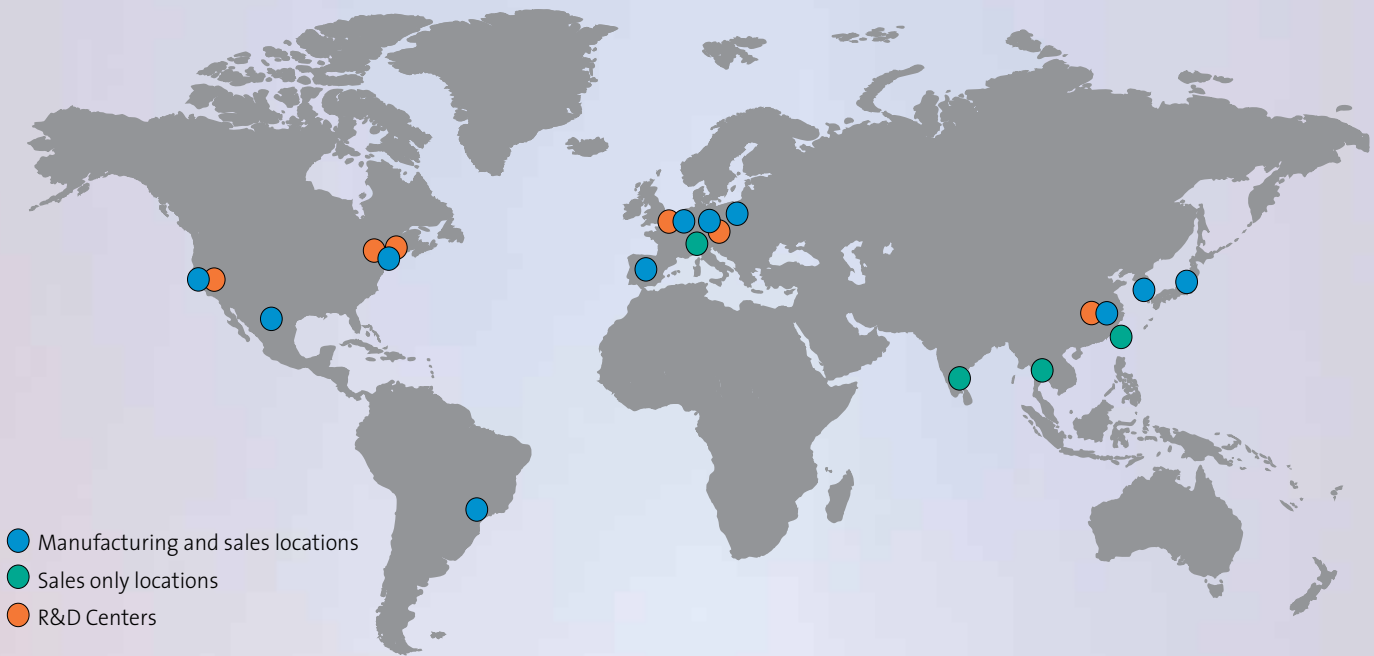 Manufacturing and sales locations
Sales only locations
R&D Centers